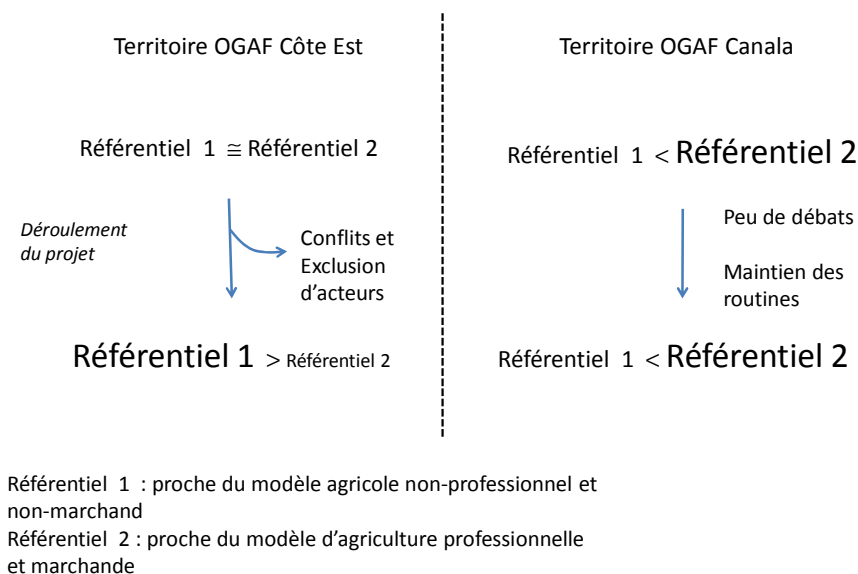 Territoire OGAF Côte Est
Référentiel 1 ≅ Référentiel 2
Déroulement
du projet
Conflits et
Exclusion
d'acteurs
Référentiel 1 > Référentiel 2
Territoire OGAF Canala
Référentiel 1 < Référentiel 2
Peu de débats
Maintien des
routines
Référentiel 1 < Référentiel 2
Référentiel 1 : proche du modèle agricole non-professionnel et
non-marchand
Référentiel 2 : proche du modèle d'agriculture professionnelle
et marchande